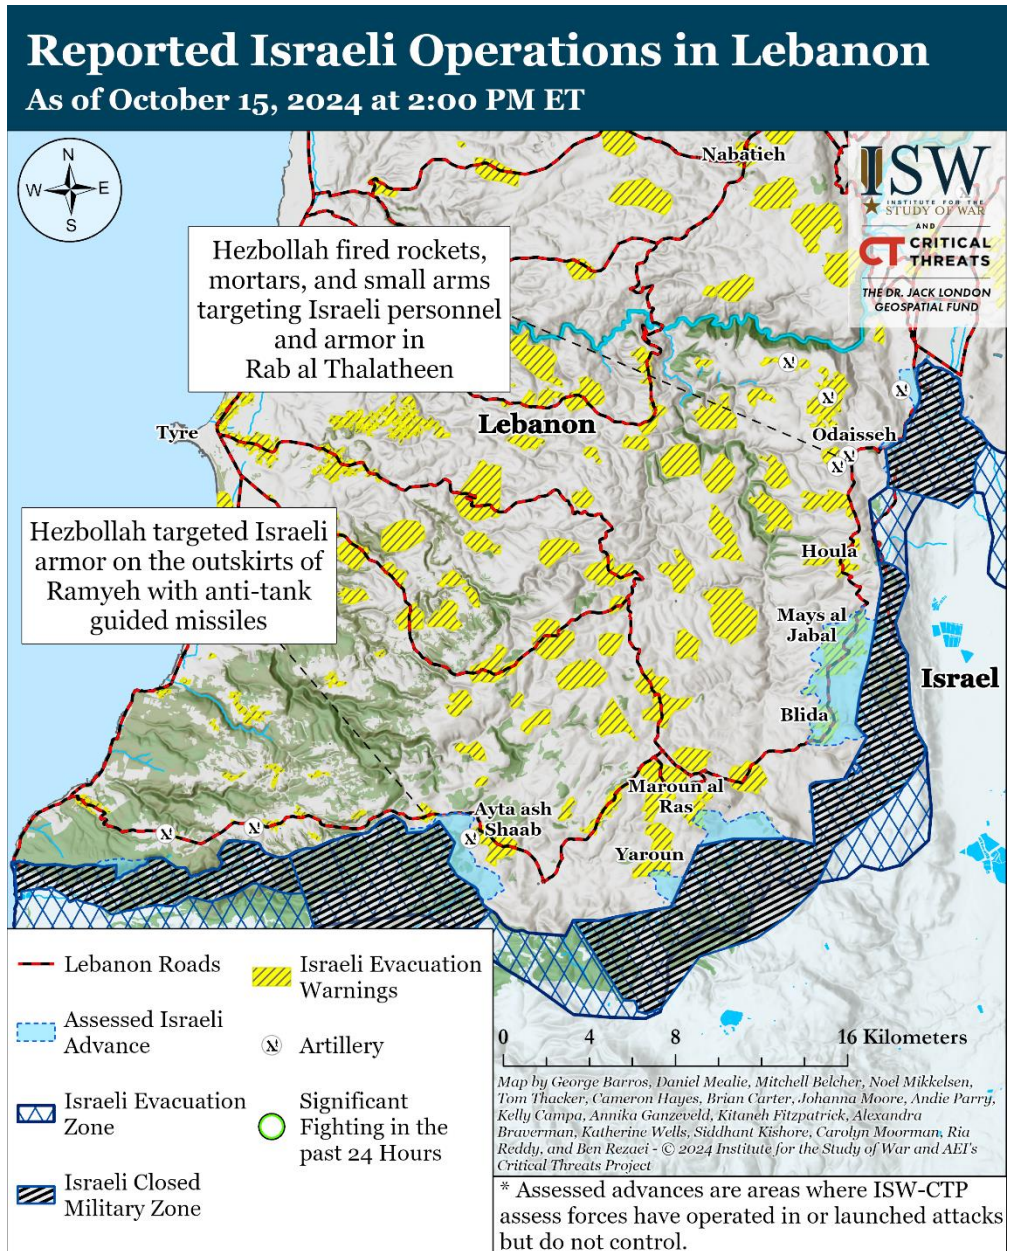 Reported Israeli Operations in Lebanon
As of October 15, 2024 at 2:00 PM ET
N
W
E
S
Nabatieh
ISW
INSTITUTE FOR THE
STUDY OF WAR
AND
CT CRITICAL
THREATS
THE DR. JACK LONDON
GEOSPATIAL FUND
Hezbollah fired rockets,
mortars, and small arms
targeting Israeli personnel
and armor in
Rab al Thalatheen
Tyre
Lebanon
Odaisseh
Hezbollah targeted Israeli
armor on the outskirts of
Ramyeh with anti-tank
guided missiles
Houla
Mays al
Jabal
Israel
Blida
Maroun al
Ras
Ayta ash
Shaab
Yaroun
Lebanon Roads
Assessed Israeli
Advance
Israeli Evacuation
Zone
Israeli Closed
Military Zone
Israeli Evacuation
Warnings
Artillery
Significant
Fighting in the
past 24 Hours
0 4 8 16 Kilometers
Map by George Barros, Daniel Mealie, Mitchell Belcher, Noel Mikkelsen,
Tom Thacker, Cameron Hayes, Brian Carter, Johanna Moore, Andie Parry,
Kelly Campa, Annika Ganzeveld, Kitaneh Fitzpatrick, Alexandra
Braverman, Katherine Wells, Siddhant Kishore, Carolyn Moorman, Ria
Reddy, and Ben Rezaei - © 2024 Institute for the Study of War and AEI's
Critical Threats Project
* Assessed advances are areas where ISW-CTP
assess forces have operated in or launched attacks
but do not control.